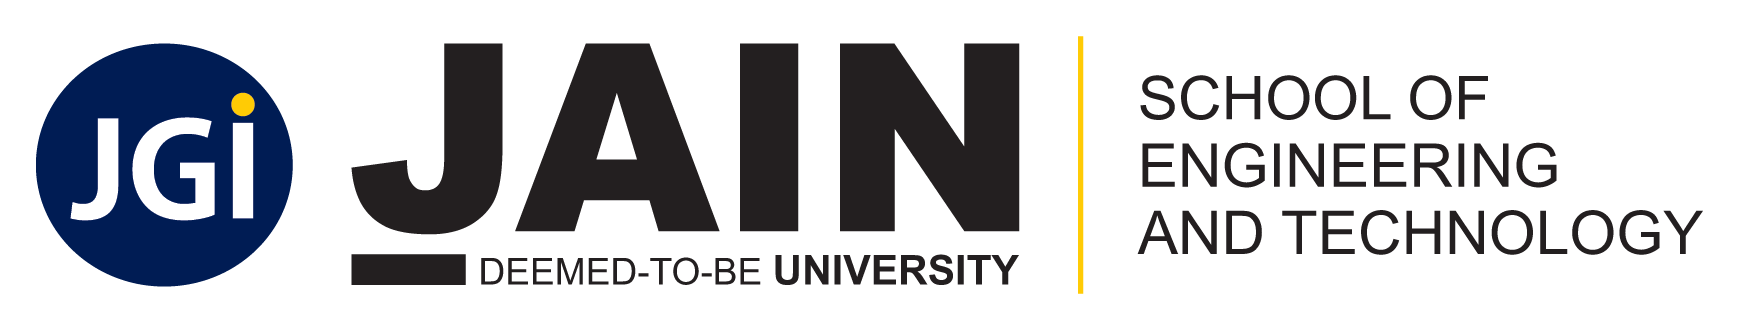 JGi
JAIN
DEEMED-TO-BE UNIVERSITY
SCHOOL OF
ENGINEERING
AND TECHNOLOGY